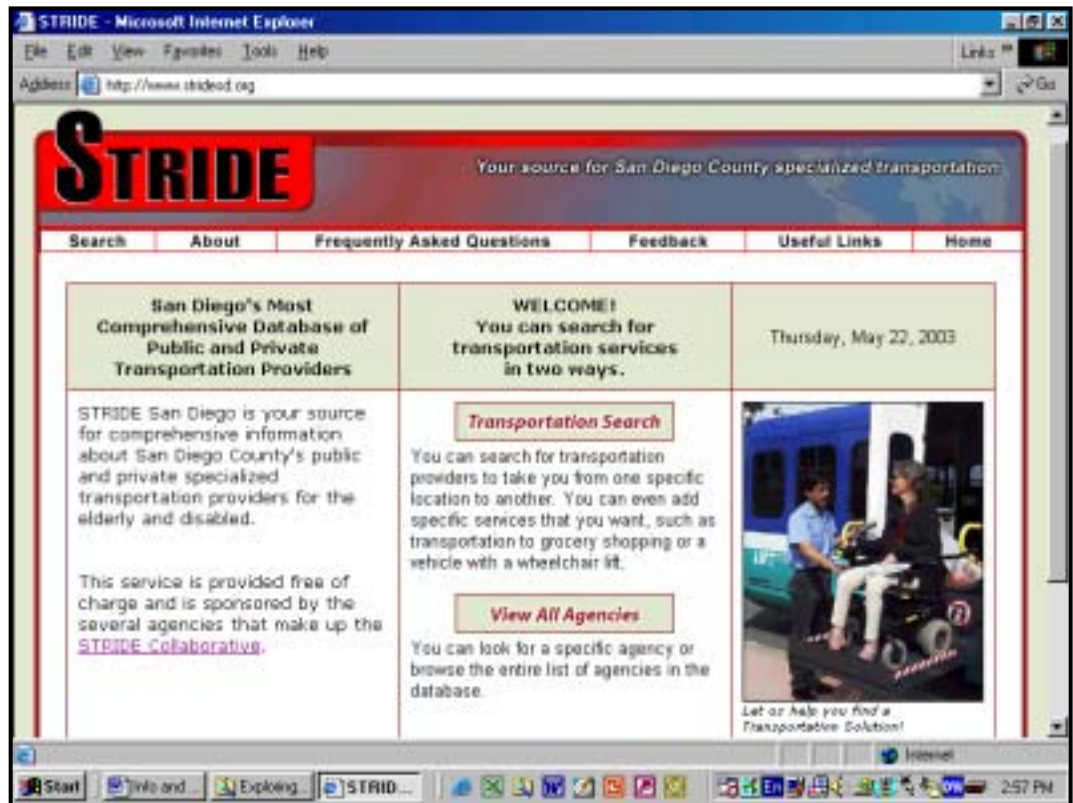 STRIDE - Microsoft Internet Explorer
File Edit View Favorites Tools Help
Links
Address http://www.stridesd.org
Go
STRIDE
Your source for San Diego County specialized transportation
Search About Frequently Asked Questions Feedback Useful Links Home
San Diego's Most
Comprehensive Database of
Public and Private
Transportation Providers
WELCOME!
You can search for
transportation services
in two ways.
Thursday, May 22, 2003
STRIDE San Diego is your source
for comprehensive information
about San Diego County's public
and private specialized
transportation providers for the
elderly and disabled.
This service is provided free of
charge and is sponsored by the
several agencies that make up the
STRIDE Collaborative.
Transportation Search
You can search for transportation
providers to take you from one specific
location to another. You can even add
specific services that you want, such as
transportation to grocery shopping or a
vehicle with a wheelchair lift.
View All Agencies
You can look for a specific agency or
browse the entire list of agencies in the
database.
LIFT
Let us help you find a
Transportation Solution!
Internet
Start Info and ... Exploring... STRID... En 2:57 PM